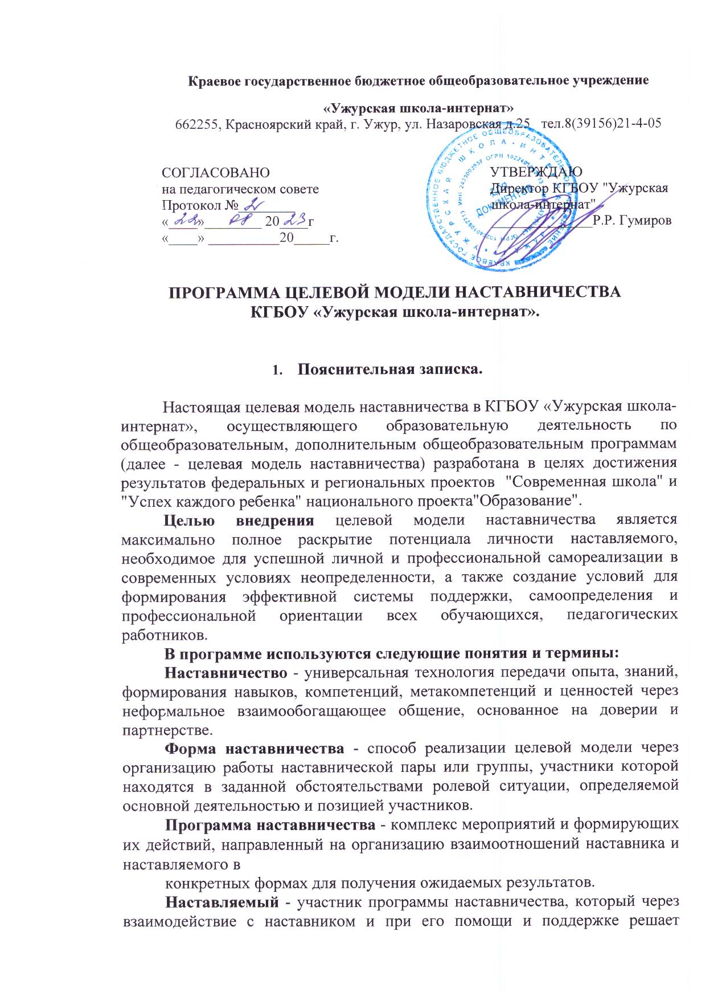 Краевое государственное бюджетное общеобразовательное учреждение
«Ужурская школа-интернат»
662255, Красноярский край, г. Ужур, ул. Назаровская д.25 тел.8(39156)21-4-05
СОГЛАСОВАНО
на педагогическом совете
Протокол № 2
«__»________ 08 2023г
«____» __________20_____г.
УТВЕРЖДАЮ
Директор КГБОУ "Ужурская
школа-интернат"
______________Р.Р. Гумиров
ДЛЯ
ДОКУМЕНТОВ
ПРОГРАММА ЦЕЛЕВОЙ МОДЕЛИ НАСТАВНИЧЕСТВА
КГБОУ «Ужурская школа-интернат».
1. Пояснительная записка.
Настоящая целевая модель наставничества в КГБОУ «Ужурская школа-
интернат», осуществляющего образовательную деятельность по
общеобразовательным, дополнительным общеобразовательным программам
(далее - целевая модель наставничества) разработана в целях достижения
результатов федеральных и региональных проектов "Современная школа" и
"Успех каждого ребенка" национального проекта"Образование".
Целью внедрения целевой модели наставничества является
максимально полное раскрытие потенциала личности наставляемого,
необходимое для успешной личной и профессиональной самореализации в
современных условиях неопределенности, а также создание условий для
формирования эффективной системы поддержки, самоопределения и
профессиональной ориентации всех обучающихся, педагогических
работников.
В программе используются следующие понятия и термины:
Наставничество - универсальная технология передачи опыта, знаний,
формирования навыков, компетенций, метакомпетенций и ценностей через
неформальное взаимообогащающее общение, основанное на доверии и
партнерстве.
Форма наставничества - способ реализации целевой модели через
организацию работы наставнической пары или группы, участники которой
находятся в заданной обстоятельствами ролевой ситуации, определяемой
основной деятельностью и позицией участников.
Программа наставничества - комплекс мероприятий и формирующих
их действий, направленный на организацию взаимоотношений наставника и
наставляемого в
конкретных формах для получения ожидаемых результатов.
Наставляемый - участник программы наставничества, который через
взаимодействие с наставником и при его помощи и поддержке решает